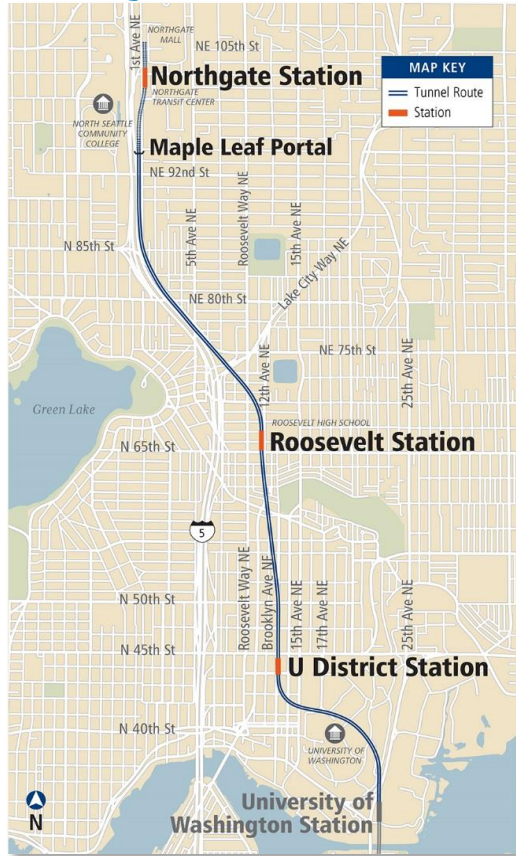 1st Ave NE
NORTHGATE
MALL
NE 105th St
MAP KEY
Tunnel Route
Station
Northgate Station
NORTHGATE
TRANSIT CENTER
NORTH SEATTLE
COMMUNITY
COLLEGE
Maple Leaf Portal
NE 92nd St
5th Ave NE
Roosevelt Way NE
15th Ave NE
N 85th St
Lake City Way NE
NE 80th St
NE 75th St
12th Ave NE
25th Ave NE
Green Lake
ROOSEVELT HIGH SCHOOL
Roosevelt Station
N 65th St
5
Roosevelt Way NE
Brooklyn Ave NE
15th Ave NE
17th Ave NE
25th Ave NE
N 50th St
N 45th St
U District Station
N 40th St
UNIVERSITY OF
WASHINGTON
University of
Washington Station
N